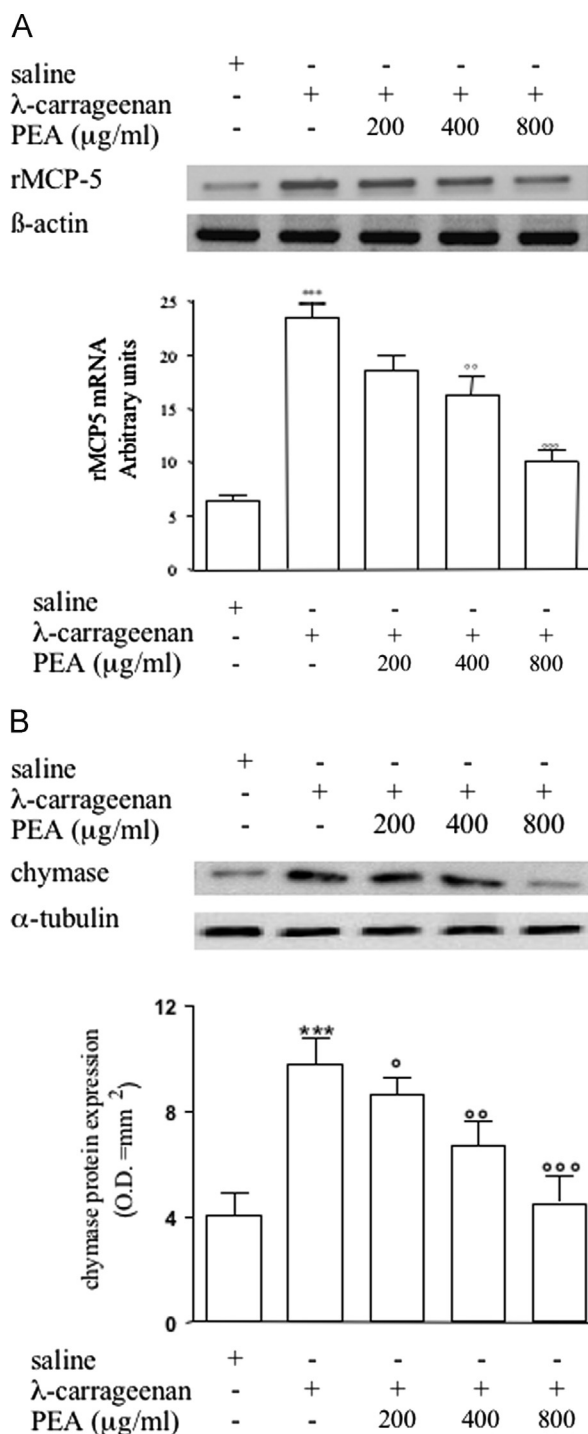 A
saline + - - - -
λ-carrageenan - + + + +
PEA (µg/ml) - - 200 400 800
rMCP-5
ß-actin
rMCP5 mRNA
Arbitrary units
25
20
15
10
5
0
***
°°
°°°
saline + - - - -
λ-carrageenan - + + + +
PEA (µg/ml) - - 200 400 800
B
saline + - - - -
λ-carrageenan - + + + +
PEA (µg/ml) - - 200 400 800
chymase
α-tubulin
chymase protein expression
(O.D. =mm 2)
12
8
4
0
***
°
°°
°°°
saline + - - - -
λ-carrageenan - + + + +
PEA (µg/ml) - - 200 400 800